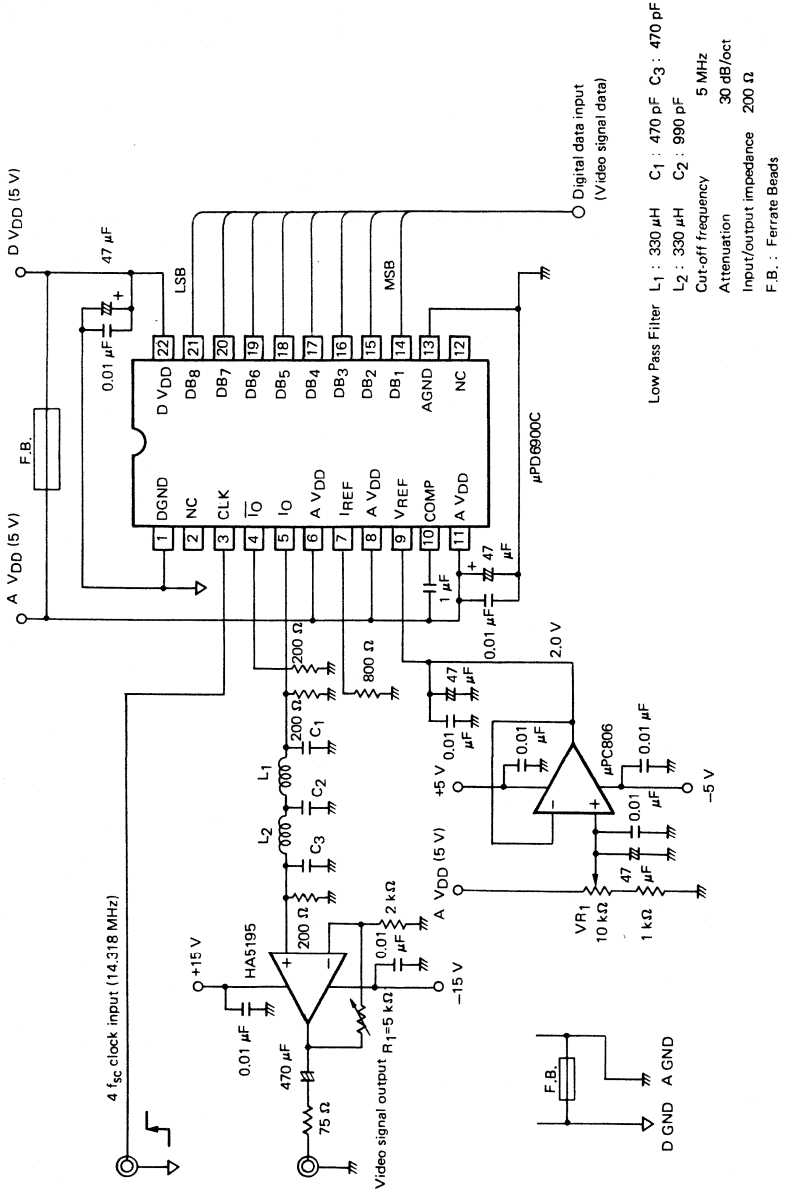 4 fsc clock input (14.318 MHz)
A VDD (5 V)
D VDD (5 V)
F.B.
47 μF
+
0.01 μF
LSB
MSB
Digital data input
(Video signal data)
1 DGND
2 NC
3 CLK
4 IO
5 IO
6 A VDD
7 IREF
8 A VDD
9 VREF
10 COMP
11 A VDD
22 D VDD
21 DB8
20 DB7
19 DB6
18 DB5
17 DB4
16 DB3
15 DB2
14 DB1
13 AGND
12 NC
μPD6900C
1 μF
+
47 μF
0.01 μF
200 Ω
200 Ω
800 Ω
C1
L1
C2
L2
C3
200 Ω
+15 V
HA5195
+
−
0.01 μF
2 kΩ
0.01 μF
−15 V
R1=5 kΩ
470 μF
75 Ω
Video signal output
47 μF
0.01 μF
2.0 V
+5 V
0.01 μF
μPC806
−
+
0.01 μF
−5 V
0.01 μF
47 μF
A VDD (5 V)
VR1
10 kΩ
1 kΩ
F.B.
D GND
A GND
Low Pass Filter L1 : 330 μH C1 : 470 pF C3 : 470 pF
L2 : 330 μH C2 : 990 pF
Cut-off frequency 5 MHz
Attenuation 30 dB/oct
Input/output impedance 200 Ω
F.B. : Ferrate Beads